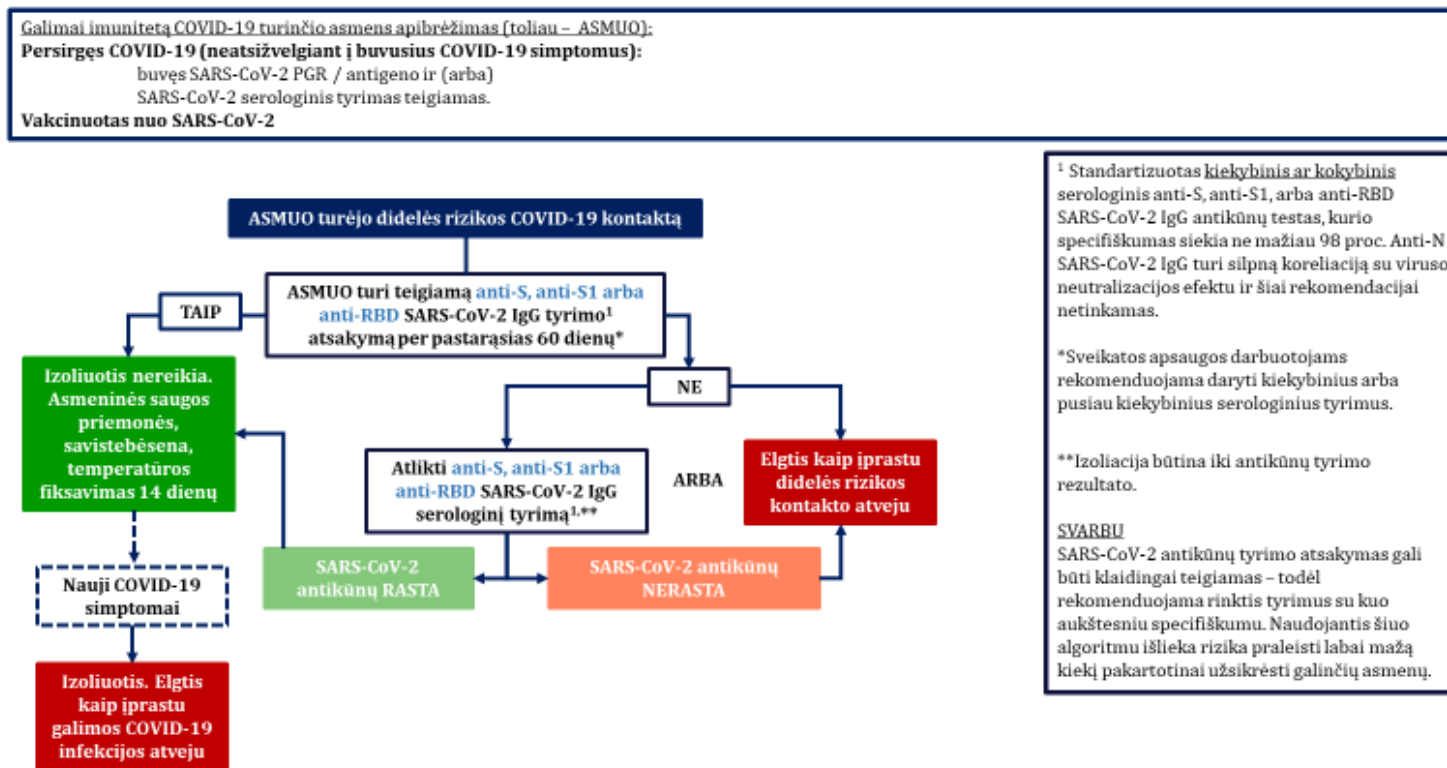 Galimai imunitetą COVID-19 turinčio asmens apibrėžimas (toliau – ASMUO):
Persirgęs COVID-19 (neatsižvelgiant į buvusius COVID-19 simptomus):
buvęs SARS-CoV-2 PGR / antigeno ir (arba)
SARS-CoV-2 serologinis tyrimas teigiamas.
Vakcinuotas nuo SARS-CoV-2
ASMUO turėjo didelės rizikos COVID-19 kontaktą
ASMUO turi teigiamą anti-S, anti-S1 arba
anti-RBD SARS-CoV-2 IgG tyrimo¹
atsakymą per pastarąsias 60 dienų*
TAIP
NE
Izoliuotis nereikia.
Asmeninės saugos
priemonės,
savistebėsena,
temperatūros
fiksavimas 14 dienų
Atlikti anti-S, anti-S1 arba
anti-RBD SARS-CoV-2 IgG
serologinį tyrimą¹,**
ARBA
Elgtis kaip įprastu
didelės rizikos
kontakto atveju
SARS-CoV-2
antikūnų RASTA
SARS-CoV-2 antikūnų
NERASTA
Nauji COVID-19
simptomai
Izoliuotis. Elgtis
kaip įprastu
galimos COVID-19
infekcijos atveju
¹ Standartizuotas kiekybinis ar kokybinis
serologinis anti-S, anti-S1, arba anti-RBD
SARS-CoV-2 IgG antikūnų testas, kurio
specifiškumas siekia ne mažiau 98 proc. Anti-N
SARS-CoV-2 IgG turi silpną koreliaciją su viruso
neutralizacijos efektu ir šiai rekomendacijai
netinkamas.
*Sveikatos apsaugos darbuotojams
rekomenduojama daryti kiekybinius arba
pusiau kiekybinius serologinius tyrimus.
**Izoliacija būtina iki antikūnų tyrimo
rezultato.
SVARBU
SARS-CoV-2 antikūnų tyrimo atsakymas gali
būti klaidingai teigiamas – todėl
rekomenduojama rinktis tyrimus su kuo
aukštesniu specifiškumu. Naudojantis šiuo
algoritmu išlieka rizika praleisti labai mažą
kiekį pakartotinai užsikrėsti galinčių asmenų.